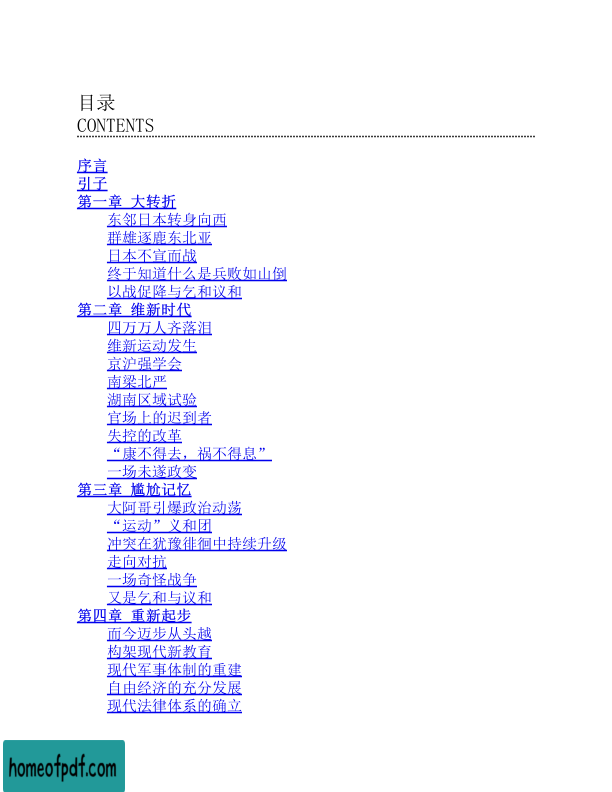 目录
CONTENTS
序言
引子
第一章 大转折
东邻日本转身向西
群雄逐鹿东北亚
日本不宣而战
终于知道什么是兵败如山倒
以战促降与乞和议和
第二章 维新时代
四万万人齐落泪
维新运动发生
京沪强学会
南梁北严
湖南区域试验
官场上的迟到者
失控的改革
“康不得去，祸不得息”
一场未遂政变
第三章 尴尬记忆
大阿哥引爆政治动荡
“运动”义和团
冲突在犹豫徘徊中持续升级
走向对抗
一场奇怪战争
又是乞和与议和
第四章 重新起步
而今迈步从头越
构架现代新教育
现代军事体制的重建
自由经济的充分发展
现代法律体系的确立
homeofpdf.com